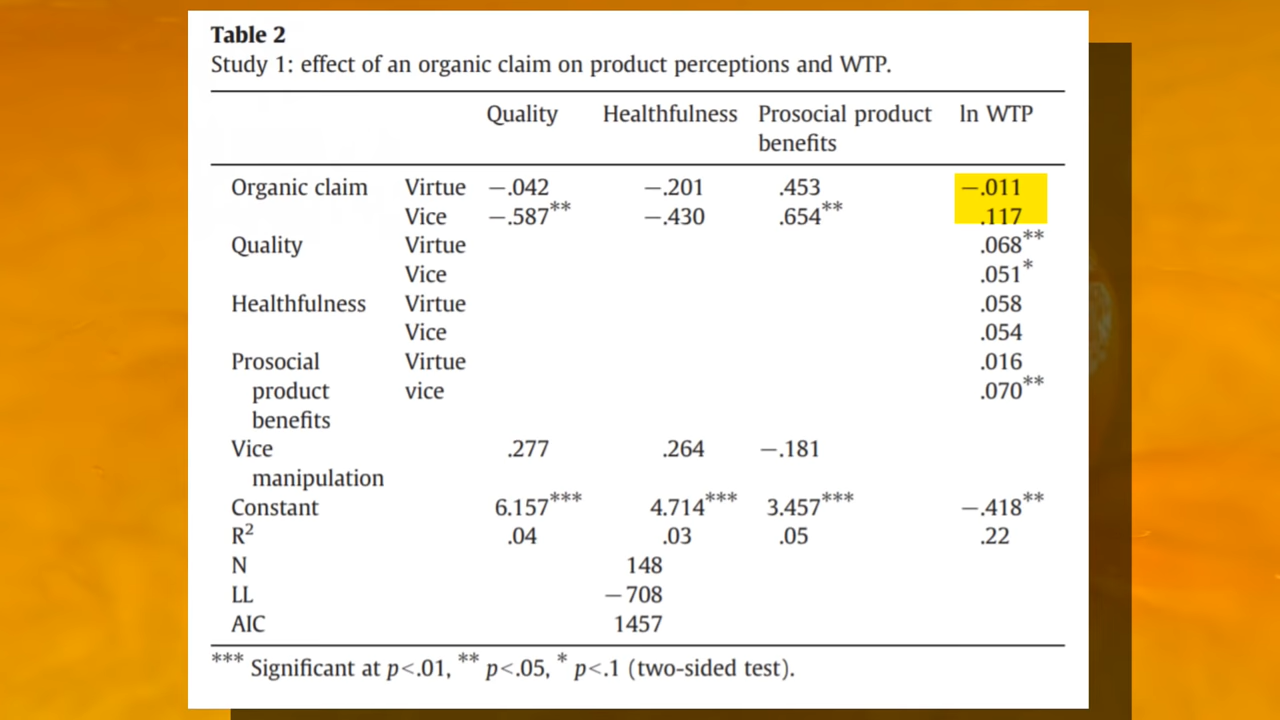 Table 2
Study 1: effect of an organic claim on product perceptions and WTP.
Quality Healthfulness Prosocial product benefits ln WTP
Organic claim Virtue −.042 −.201 .453 −.011
Vice −.587** −.430 .654** .117
Quality Virtue .068**
Vice .051*
Healthfulness Virtue .058
Vice .054
Prosocial Virtue .016
product vice .070**
benefits
Vice .277 .264 −.181
manipulation
Constant 6.157*** 4.714*** 3.457*** −.418**
R² .04 .03 .05 .22
N 148
LL −708
AIC 1457
*** Significant at p<.01, ** p<.05, * p<.1 (two-sided test).